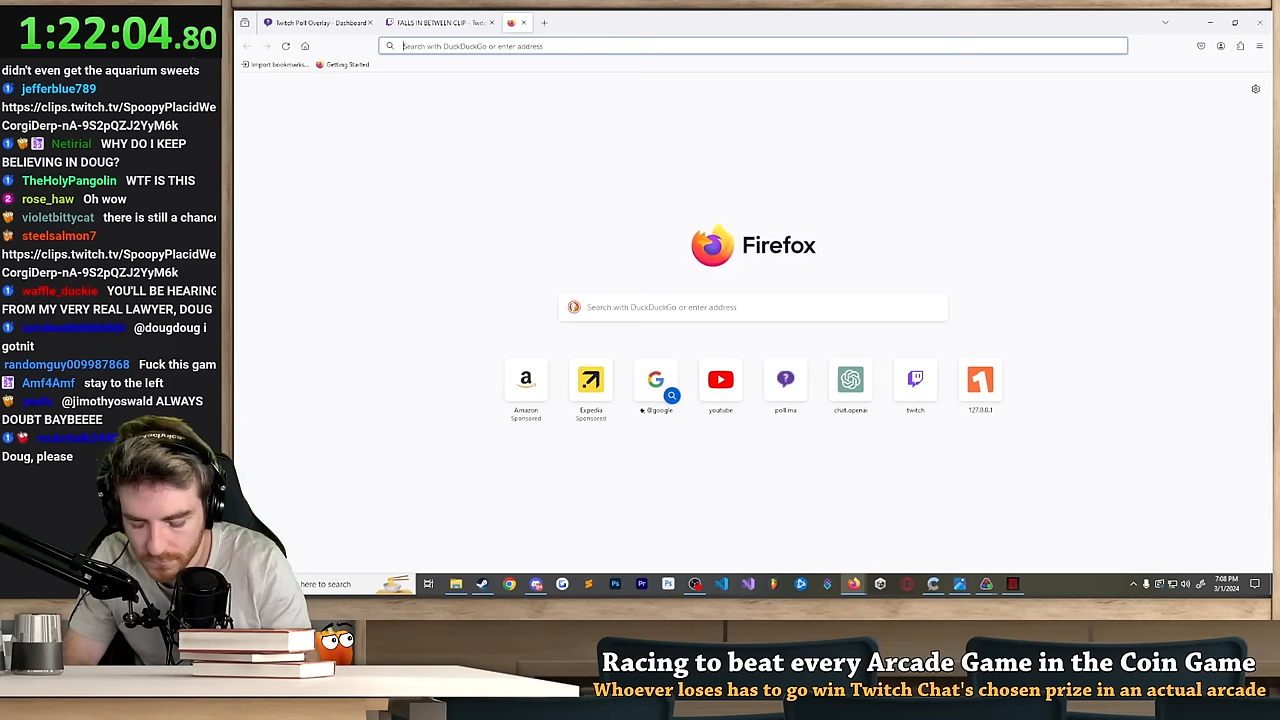 1:22:04.80
didn't even get the aquarium sweets
jefferblue789
https://clips.twitch.tv/SpoopyPlacidWe
CorgiDerp-nA-9S2pQZJ2YyM6k
Netirial WHY DO I KEEP
BELIEVING IN DOUG?
TheHolyPangolin WTF IS THIS
rose_haw Oh wow
violetbittycat there is still a chance
steelsalmon7
https://clips.twitch.tv/SpoopyPlacidWe
CorgiDerp-nA-9S2pQZJ2YyM6k
waffle_duckie YOU'LL BE HEARING
FROM MY VERY REAL LAWYER, DOUG
@dougdoug i
gotnit
randomguy009987868 Fuck this gam
Amf4Amf stay to the left
@jimothyoswald ALWAYS
DOUBT BAYBEEEE
Doug, please
Twitch Poll Overlay - Dashboard
FALLS IN BETWEEN CLIP - Twit
Search with DuckDuckGo or enter address
Import bookmarks...
Getting Started
Firefox
Search with DuckDuckGo or enter address
Amazon
Sponsored
Expedia
Sponsored
@google
youtube
poll.ma
chat.openai
twitch
127.0.0.1
here to search
7:08 PM
3/1/2024
Racing to beat every Arcade Game in the Coin Game
Whoever loses has to go win Twitch Chat's chosen prize in an actual arcade